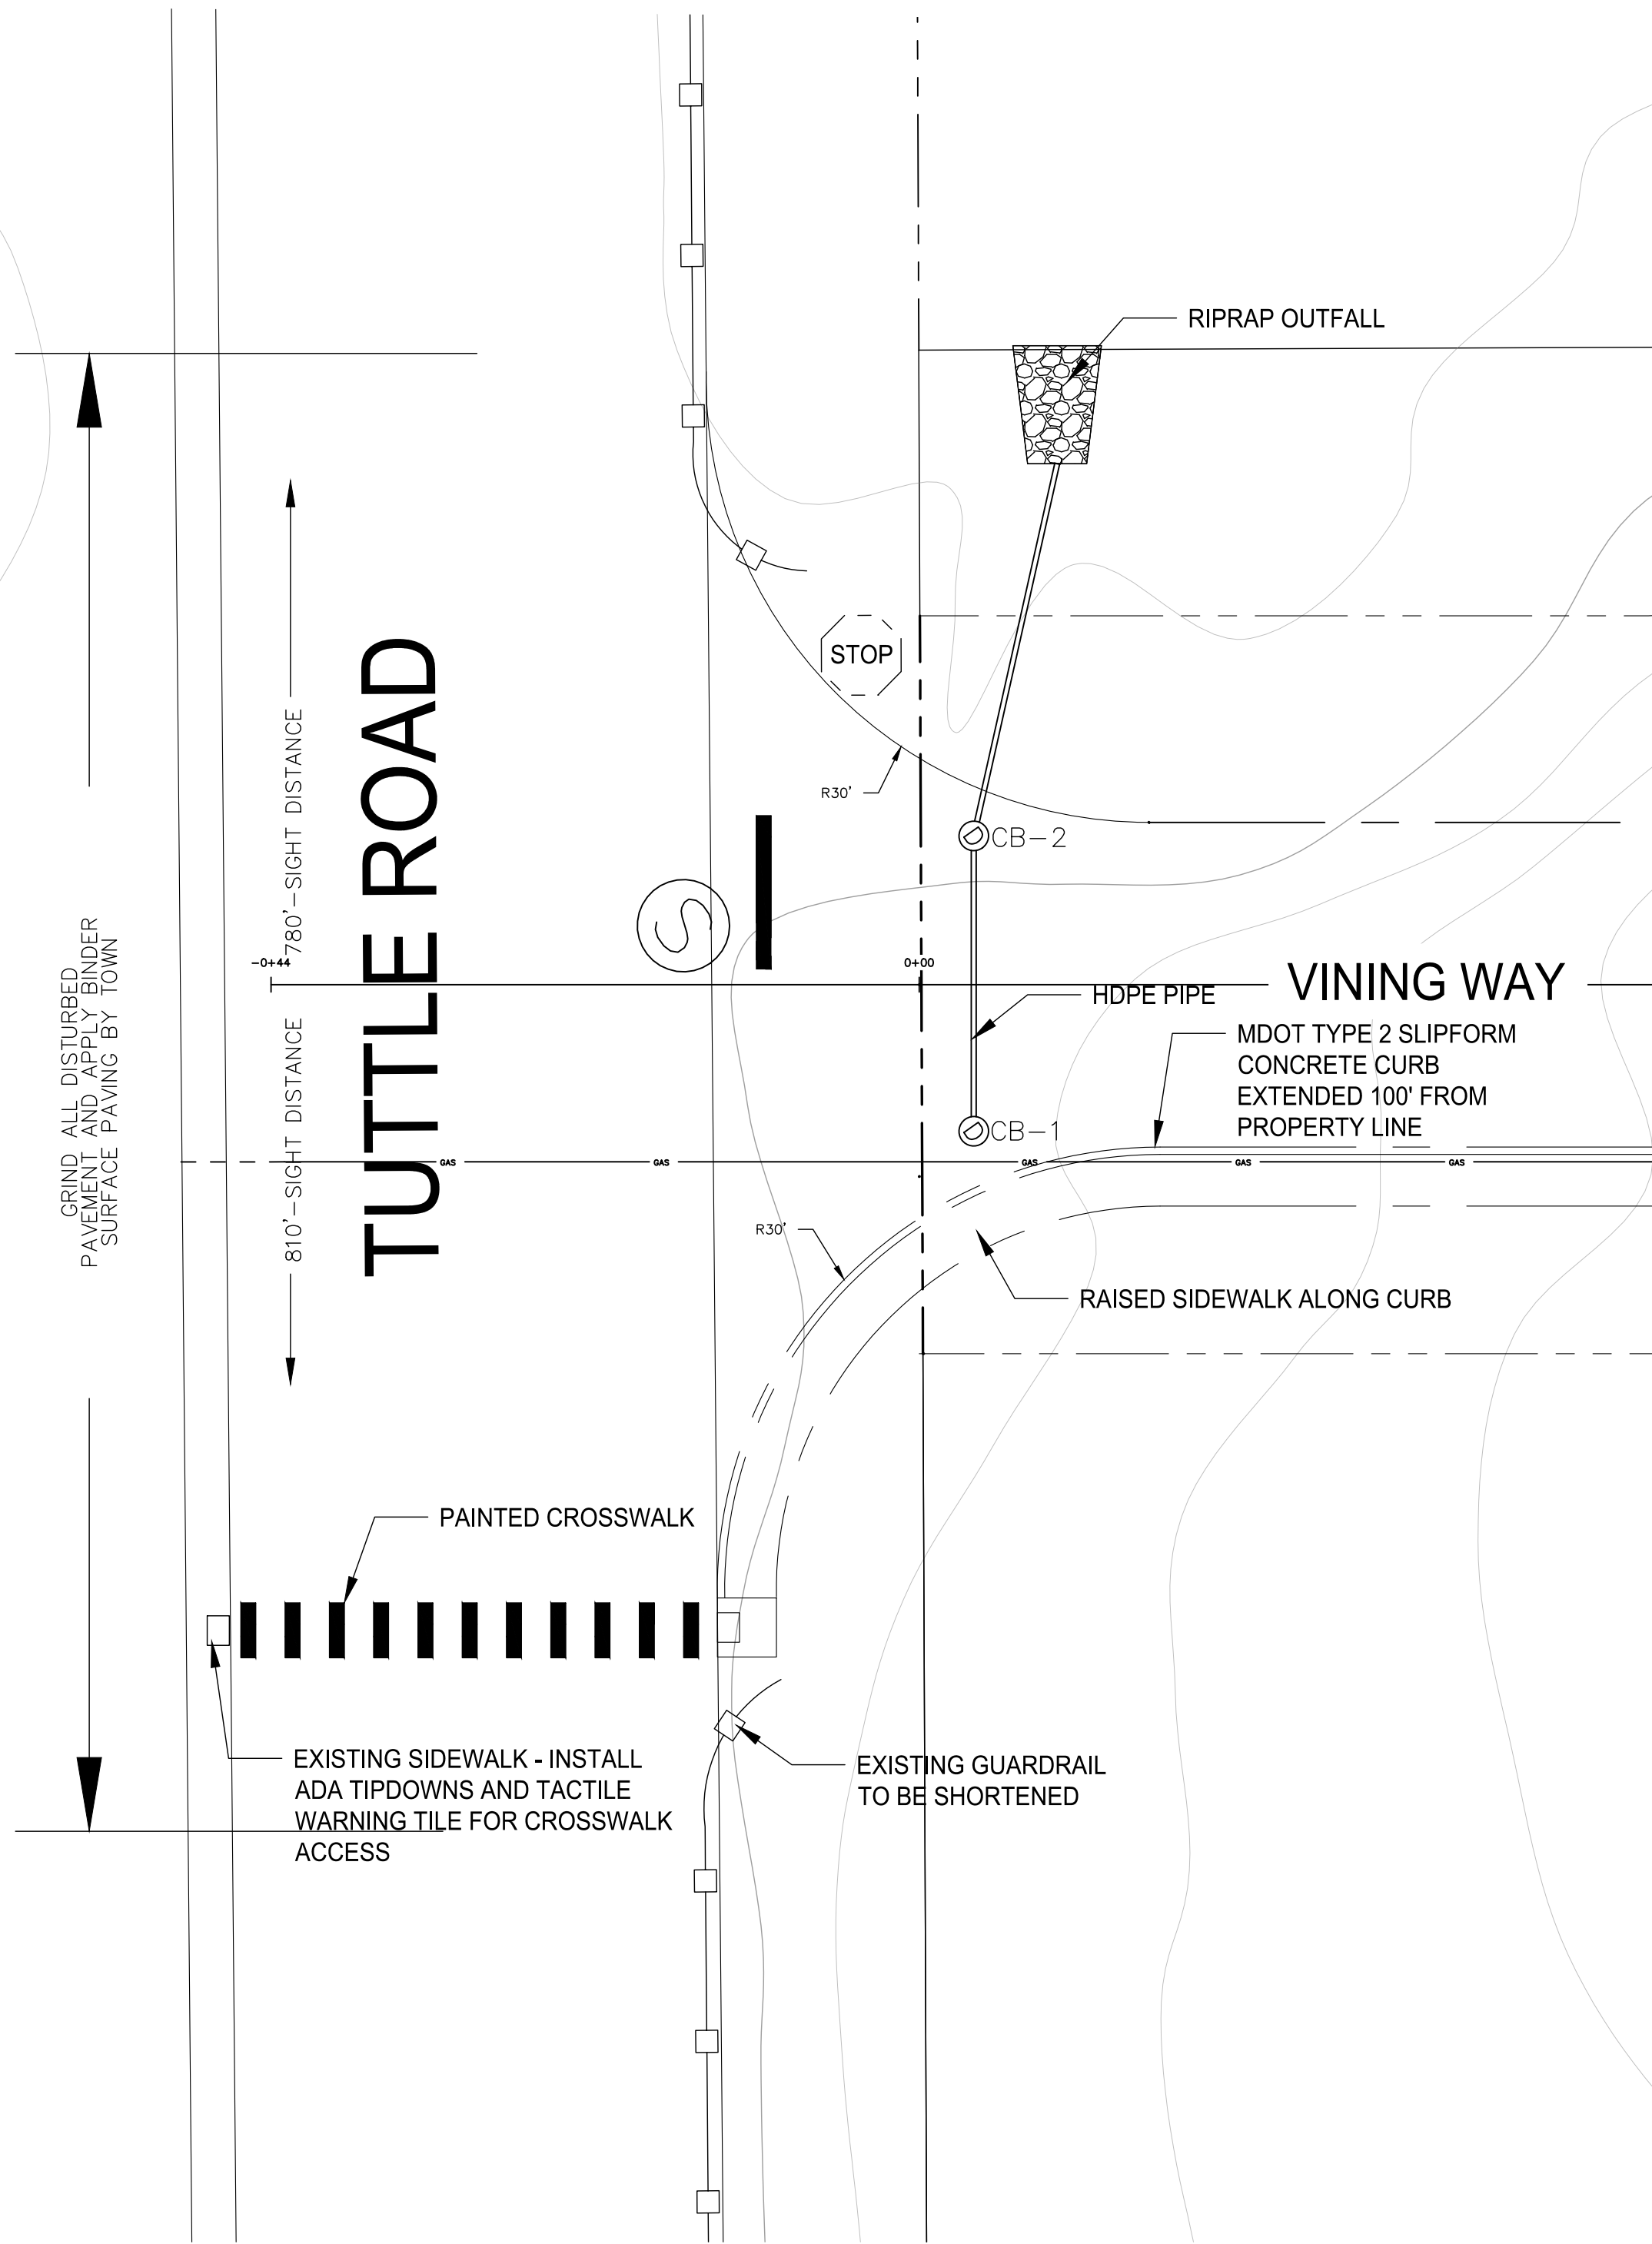 RIPRAP OUTFALL
STOP
R30'
CB-2
780'-SIGHT DISTANCE
TUTTLE ROAD
GRIND ALL DISTURBED
PAVEMENT AND APPLY BINDER
SURFACE PAVING BY TOWN
-0+44
0+00
VINING WAY
HDPE PIPE
MDOT TYPE 2 SLIPFORM
CONCRETE CURB
EXTENDED 100' FROM
PROPERTY LINE
810'-SIGHT DISTANCE
CB-1
GAS
GAS
GAS
GAS
GAS
R30'
RAISED SIDEWALK ALONG CURB
PAINTED CROSSWALK
EXISTING SIDEWALK - INSTALL
ADA TIPDOWNS AND TACTILE
WARNING TILE FOR CROSSWALK
ACCESS
EXISTING GUARDRAIL
TO BE SHORTENED
S
D
D